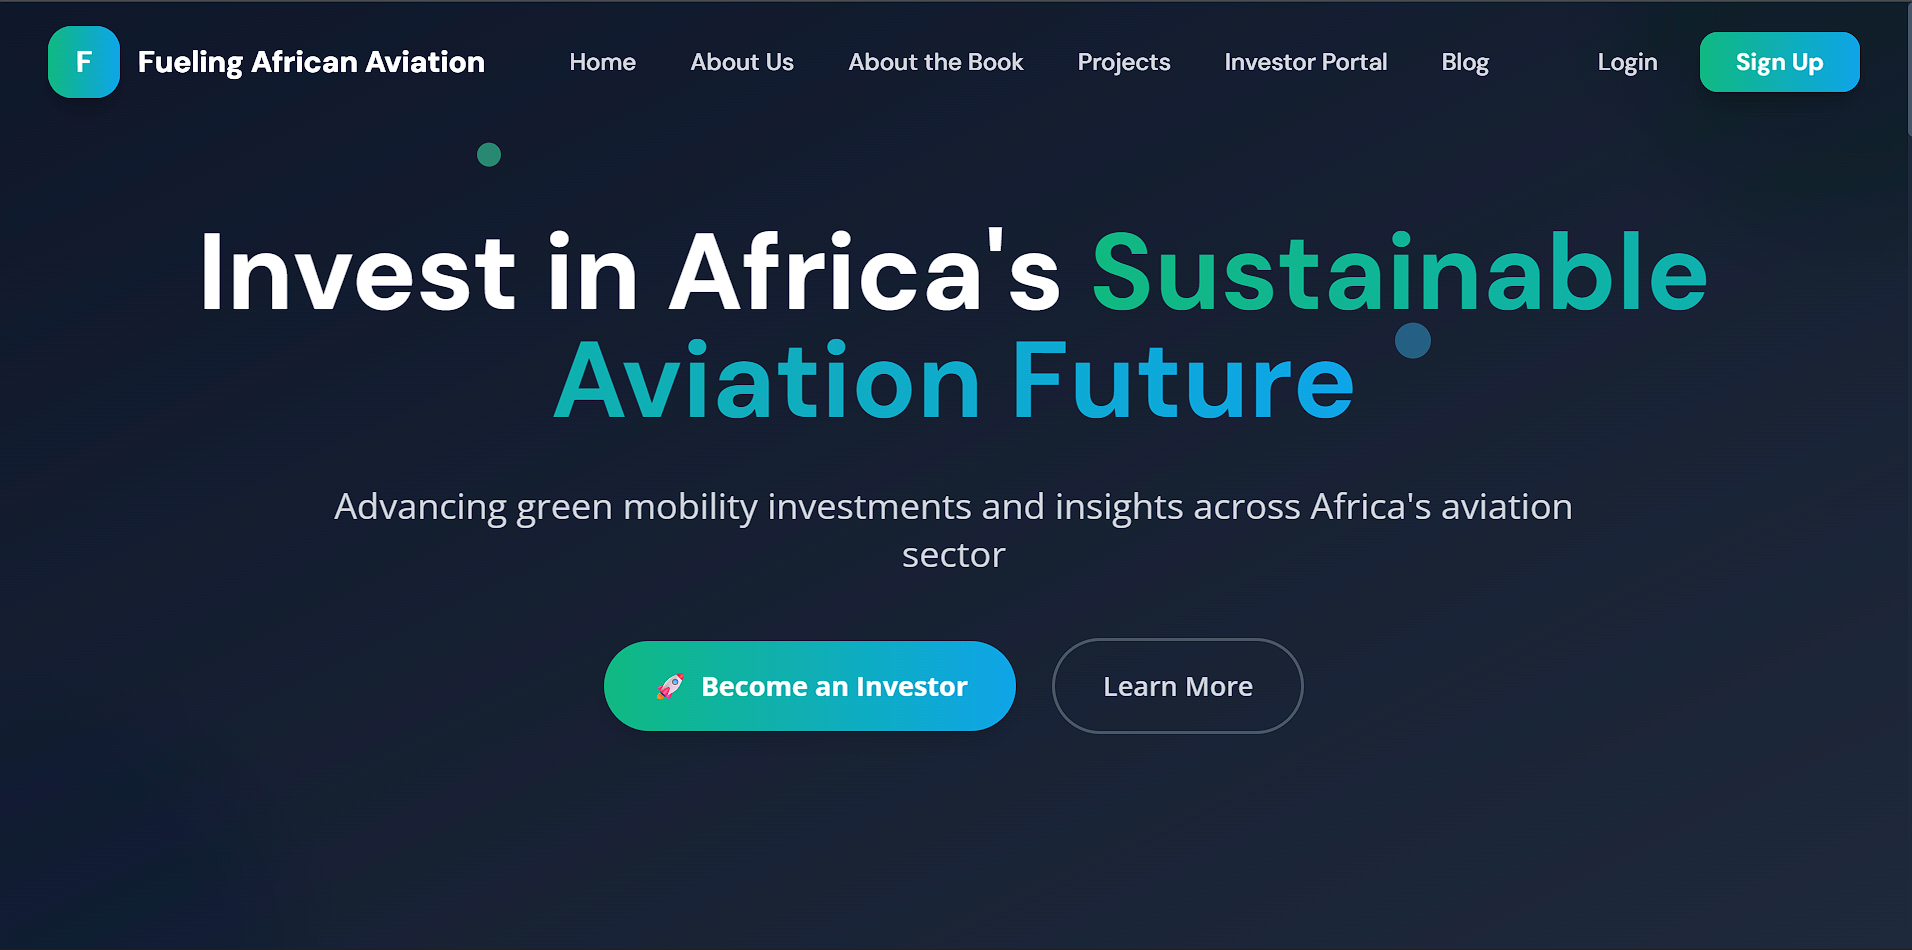 F
Fueling African Aviation
Home
About Us
About the Book
Projects
Investor Portal
Blog
Login
Sign Up
Invest in Africa's Sustainable
Aviation Future
Advancing green mobility investments and insights across Africa's aviation
sector
🚀 Become an Investor
Learn More